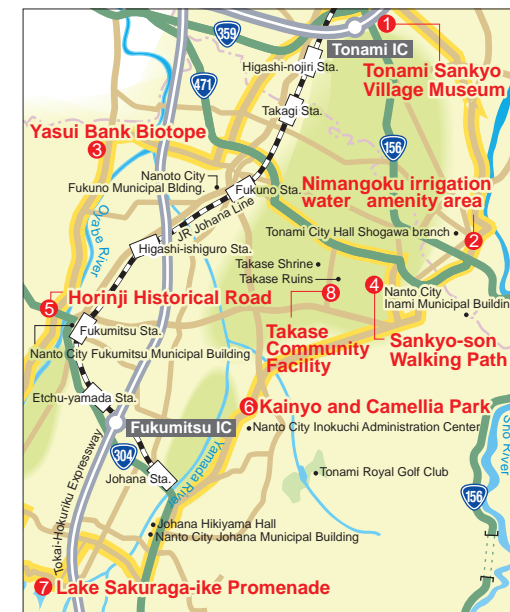 1
359
Tonami IC
Higashi-nojiri Sta.
Tonami Sankyo
Village Museum
471
Takagi Sta.
156
Yasui Bank Biotope
3
Nanoto City
Fukuno Municipal Blding.
Fukuno Sta.
Nimangoku irrigation
water amenity area
JR Johana Line
Oyabe River
Tonami City Hall Shogawa branch
2
Higashi-ishiguro Sta.
Takase Shrine
Takase Ruins
8
4
Nanto City
Inami Municipal Buildin
5
Horinji Historical Road
Fukumitsu Sta.
Nanto City Fukumitsu Municipal Building
Takase
Community
Facility
Sankyo-son
Walking Path
Etchu-yamada Sta.
6
Kainyo and Camellia Park
Fukumitsu IC
Nanto City Inokuchi Administration Center
304
Johana Sta.
Yamada River
Tonami Royal Golf Club
Sho River
156
Tokai-Hokuriku Expressway
Johana Hikiyama Hall
Nanto City Johana Municipal Building
7
Lake Sakuraga-ike Promenade